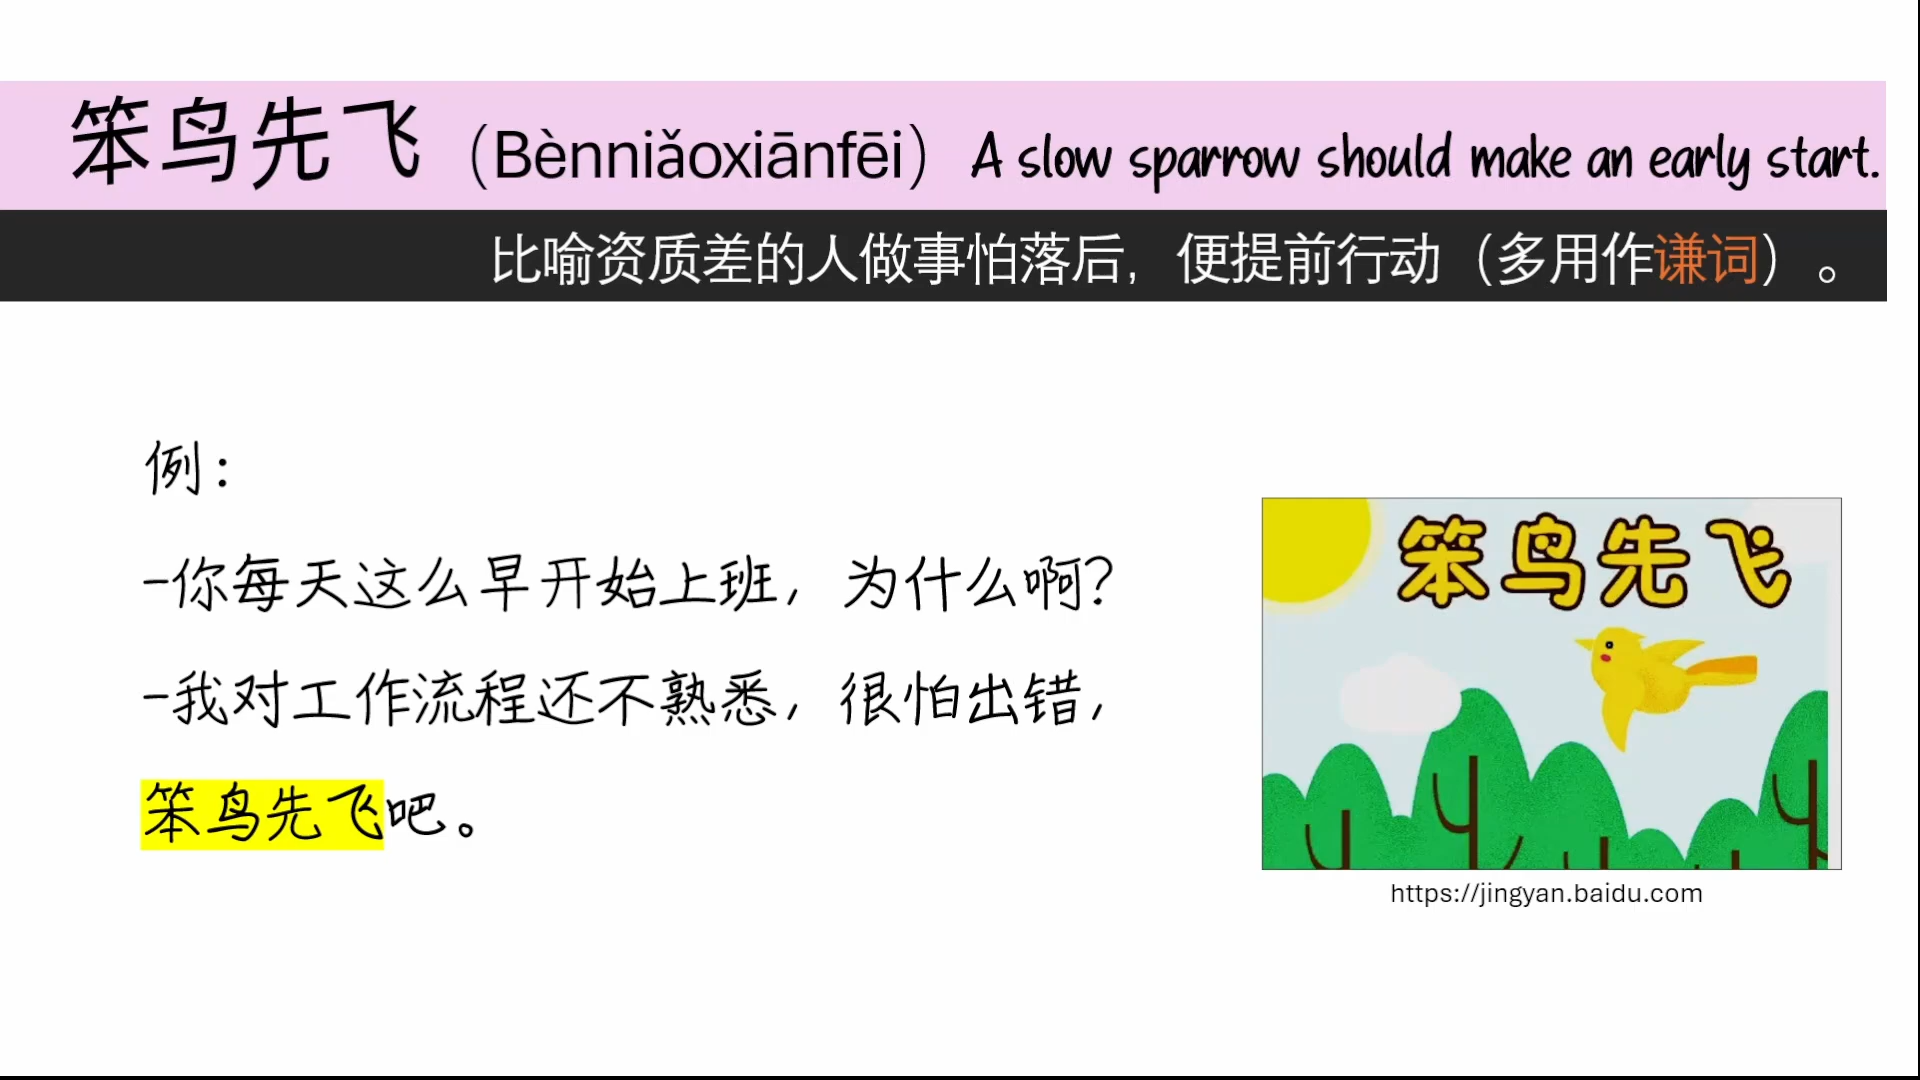 笨鸟先飞（Bènniǎoxiānfēi）A slow sparrow should make an early start.
比喻资质差的人做事怕落后，便提前行动（多用作谦词）。
例：
-你每天这么早开始上班，为什么啊？
-我对工作流程还不熟悉，很怕出错，
笨鸟先飞吧。
笨鸟先飞
https://jingyan.baidu.com